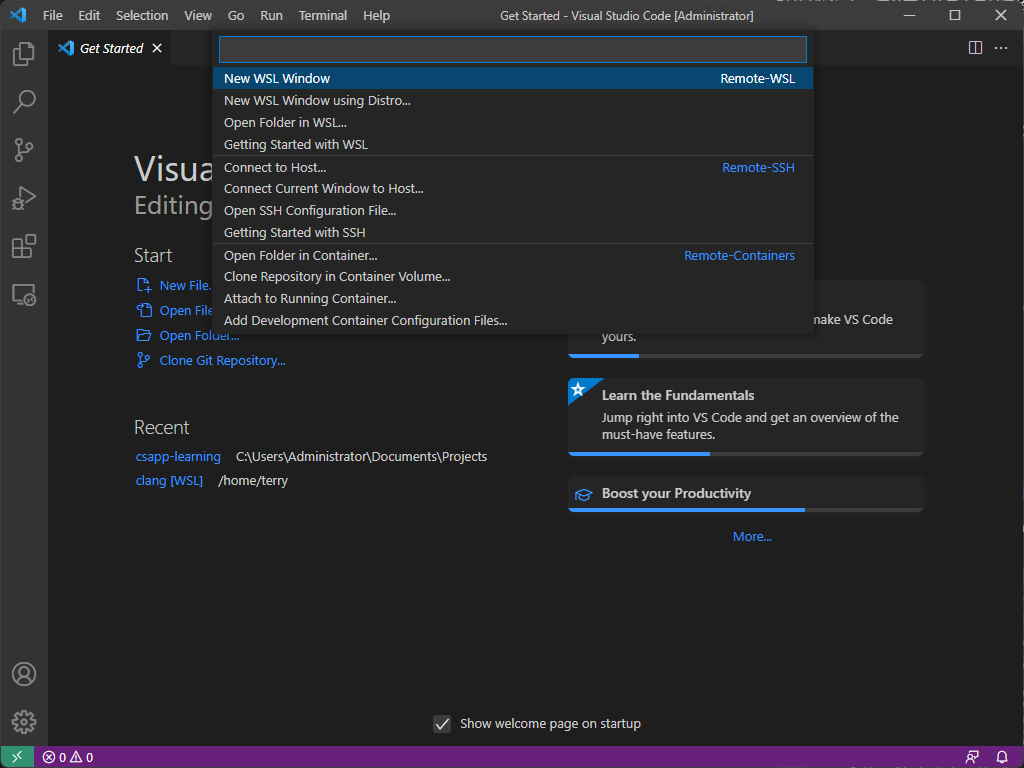 File Edit Selection View Go Run Terminal Help Get Started - Visual Studio Code [Administrator]
Get Started
New WSL Window Remote-WSL
New WSL Window using Distro...
Open Folder in WSL...
Getting Started with WSL
Connect to Host... Remote-SSH
Connect Current Window to Host...
Open SSH Configuration File...
Getting Started with SSH
Open Folder in Container... Remote-Containers
Clone Repository in Container Volume...
Attach to Running Container...
Add Development Container Configuration Files...
Visua
Editing
Start
New File.
Open File
Open Folder...
Clone Git Repository...
Recent
csapp-learning C:\Users\Administrator\Documents\Projects
clang [WSL] /home/terry
make VS Code
yours.
Learn the Fundamentals
Jump right into VS Code and get an overview of the
must-have features.
Boost your Productivity
More...
Show welcome page on startup
0 0